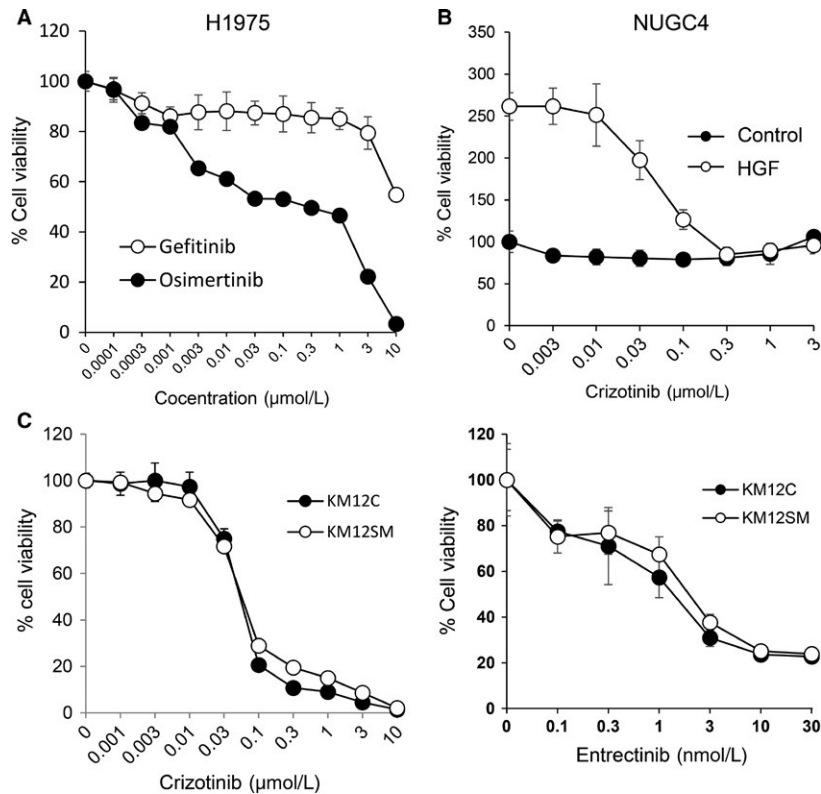 A
H1975
120
100
80
60
40
20
0
% Cell viability
Gefitinib
Osimertinib
0 0.0001 0.0003 0.001 0.003 0.01 0.03 0.1 0.3 1 3 10
Cocentration (µmol/L)
B
NUGC4
350
300
250
200
150
100
50
0
% Cell viability
Control
HGF
0 0.003 0.01 0.03 0.1 0.3 1 3
Crizotinib (µmol/L)
C
120
100
80
60
40
20
0
% cell viability
KM12C
KM12SM
0 0.001 0.003 0.01 0.03 0.1 0.3 1 3 10
Crizotinib (µmol/L)
120
100
80
60
40
20
0
% Cell viability
KM12C
KM12SM
0 0.1 0.3 1 3 10 30
Entrectinib (nmol/L)